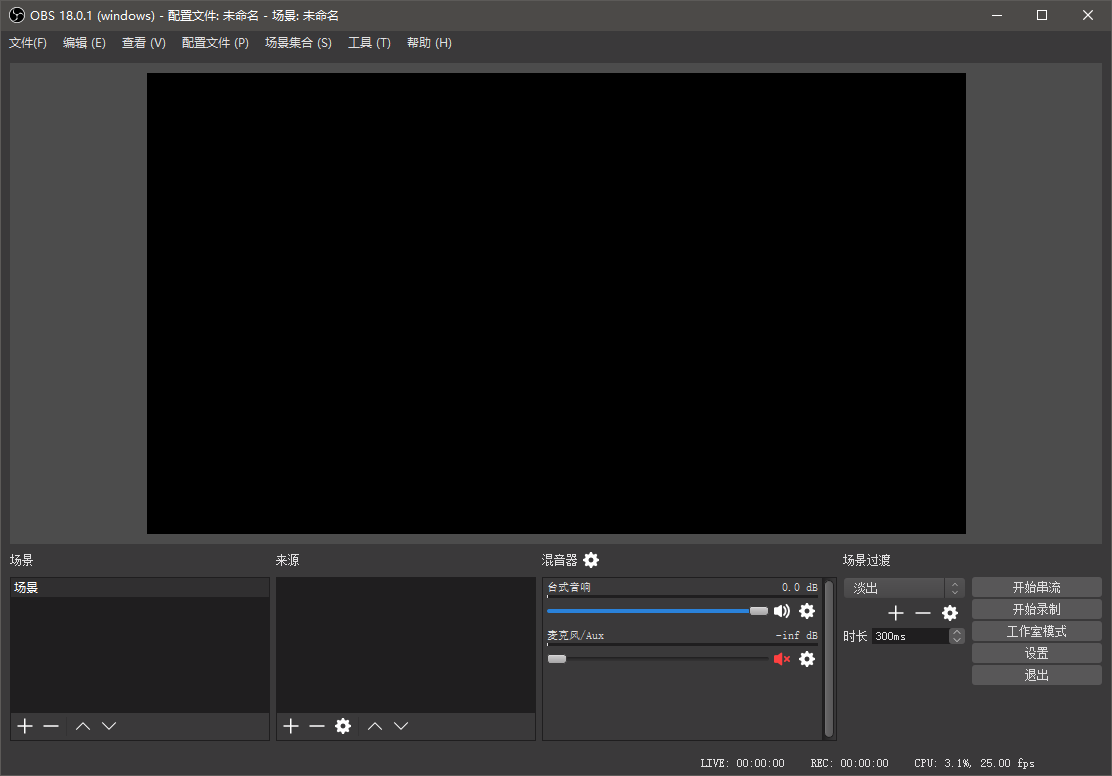 OBS 18.0.1 (windows) - 配置文件: 未命名 - 场景: 未命名
文件(F) 编辑 (E) 查看 (V) 配置文件 (P) 场景集合 (S) 工具 (T) 帮助 (H)
场景
场景
来源
混音器
台式音响 0.0 dB
麦克风/Aux -inf dB
场景过渡
淡出
时长 300ms
开始串流
开始录制
工作室模式
设置
退出
LIVE: 00:00:00 REC: 00:00:00 CPU: 3.1%, 25.00 fps